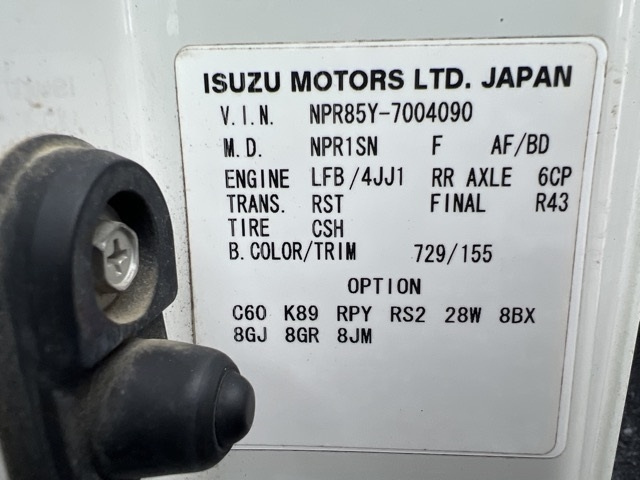 ISUZU MOTORS LTD. JAPAN
V.I.N. NPR85Y-7004090
M.D. NPR1SN F AF/BD
ENGINE LFB/4JJ1 RR AXLE 6CP
TRANS. RST FINAL R43
TIRE CSH
B.COLOR/TRIM 729/155
OPTION
C60 K89 RPY RS2 28W 8BX
8GJ 8GR 8JM